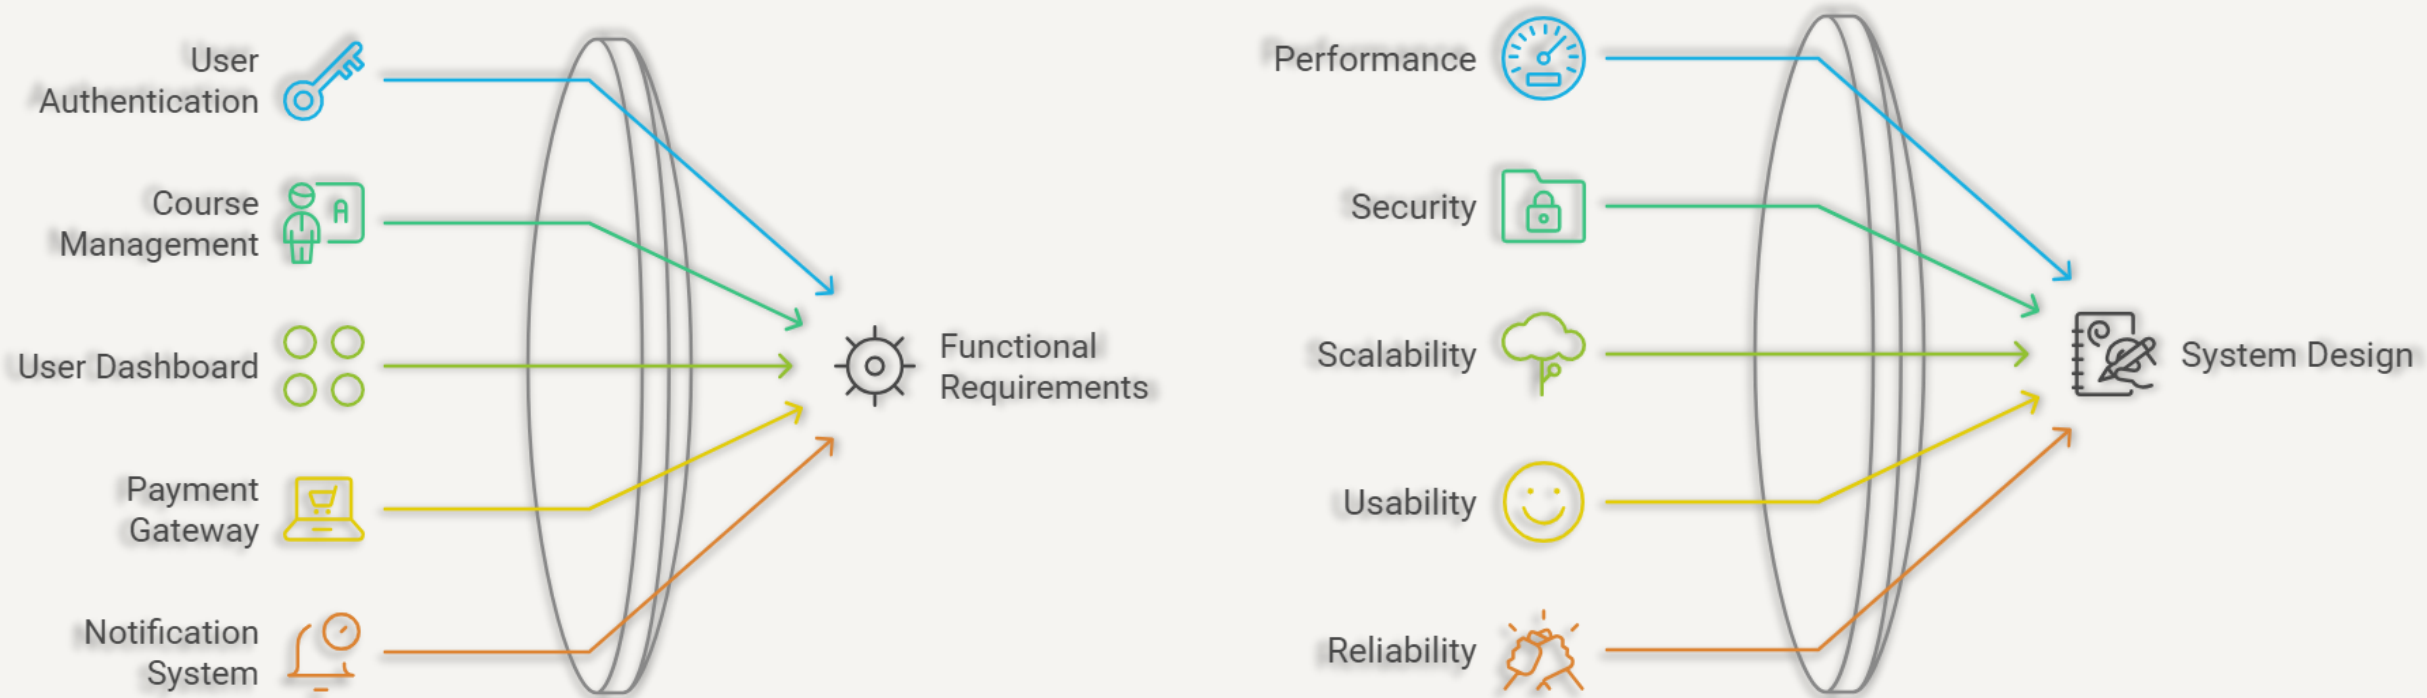 User
Authentication
Course
Management
User Dashboard
Payment
Gateway
Notification
System
Functional
Requirements
Performance
Security
Scalability
Usability
Reliability
System Design